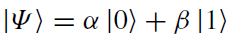 |Ψ⟩ = α |0⟩ + β |1⟩